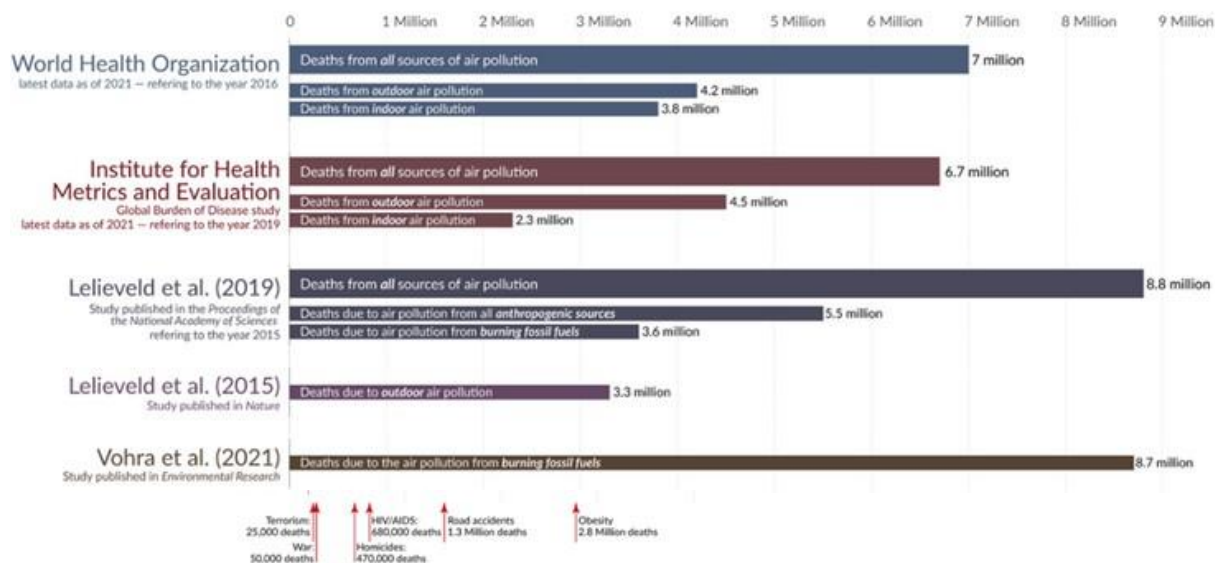 0 1 Million 2 Million 3 Million 4 Million 5 Million 6 Million 7 Million 8 Million 9 Million
World Health Organization
latest data as of 2021 — refering to the year 2016
Deaths from all sources of air pollution
7 million
Deaths from outdoor air pollution
4.2 million
Deaths from indoor air pollution
3.8 million
Institute for Health
Metrics and Evaluation
Global Burden of Disease study
latest data as of 2021 — refering to the year 2019
Deaths from all sources of air pollution
6.7 million
Deaths from outdoor air pollution
4.5 million
Deaths from indoor air pollution
2.3 million
Lelieveld et al. (2019)
Study published in the Proceedings of
the National Academy of Sciences
refering to the year 2015
Deaths from all sources of air pollution
8.8 million
Deaths due to air pollution from all anthropogenic sources
5.5 million
Deaths due to air pollution from burning fossil fuels
3.6 million
Lelieveld et al. (2015)
Study published in Nature
Deaths due to outdoor air pollution
3.3 million
Vohra et al. (2021)
Study published in Environmental Research
Deaths due to the air pollution from burning fossil fuels
8.7 million
Terrorism:
25,000 deaths
War:
50,000 deaths
HIV/AIDS:
680,000 deaths
Homicides:
470,000 deaths
Road accidents
1.3 Million deaths
Obesity
2.8 Million deaths